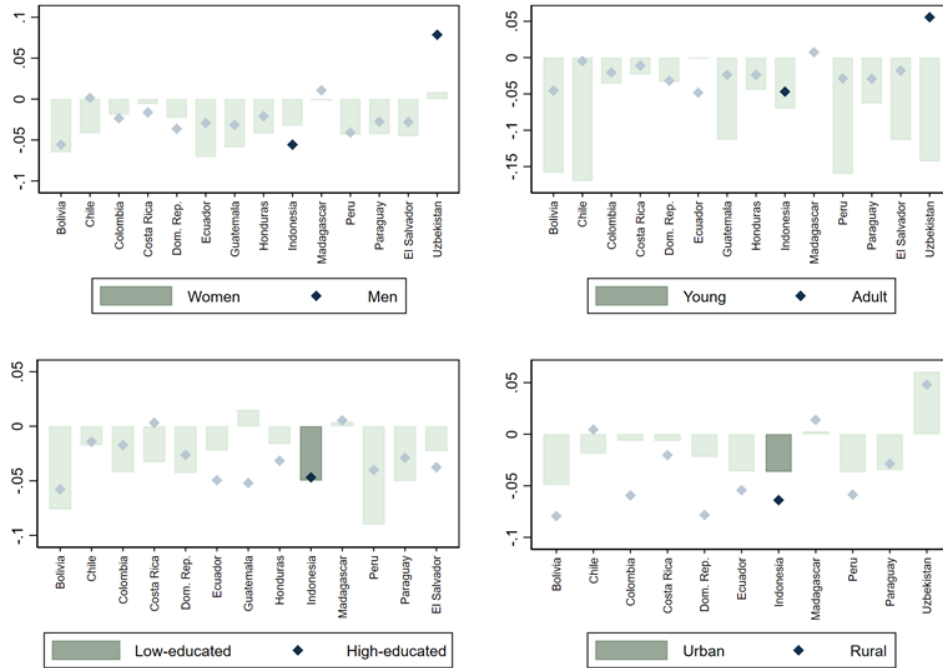 .1
.05
0
-.05
-.1
Bolivia
Chile
Colombia
Costa Rica
Dom. Rep.
Ecuador
Guatemala
Honduras
Indonesia
Madagascar
Peru
Paraguay
El Salvador
Uzbekistan
Women Men
.05
0
-.05
-.1
-.15
Bolivia
Chile
Colombia
Costa Rica
Dom. Rep.
Ecuador
Guatemala
Honduras
Indonesia
Madagascar
Peru
Paraguay
El Salvador
Uzbekistan
Young Adult
.05
0
-.05
-.1
Bolivia
Chile
Colombia
Costa Rica
Dom. Rep.
Ecuador
Guatemala
Honduras
Indonesia
Madagascar
Peru
Paraguay
El Salvador
Low-educated High-educated
.05
0
-.05
-.1
Bolivia
Chile
Colombia
Costa Rica
Dom. Rep.
Ecuador
Indonesia
Madagascar
Peru
Paraguay
Uzbekistan
Urban Rural